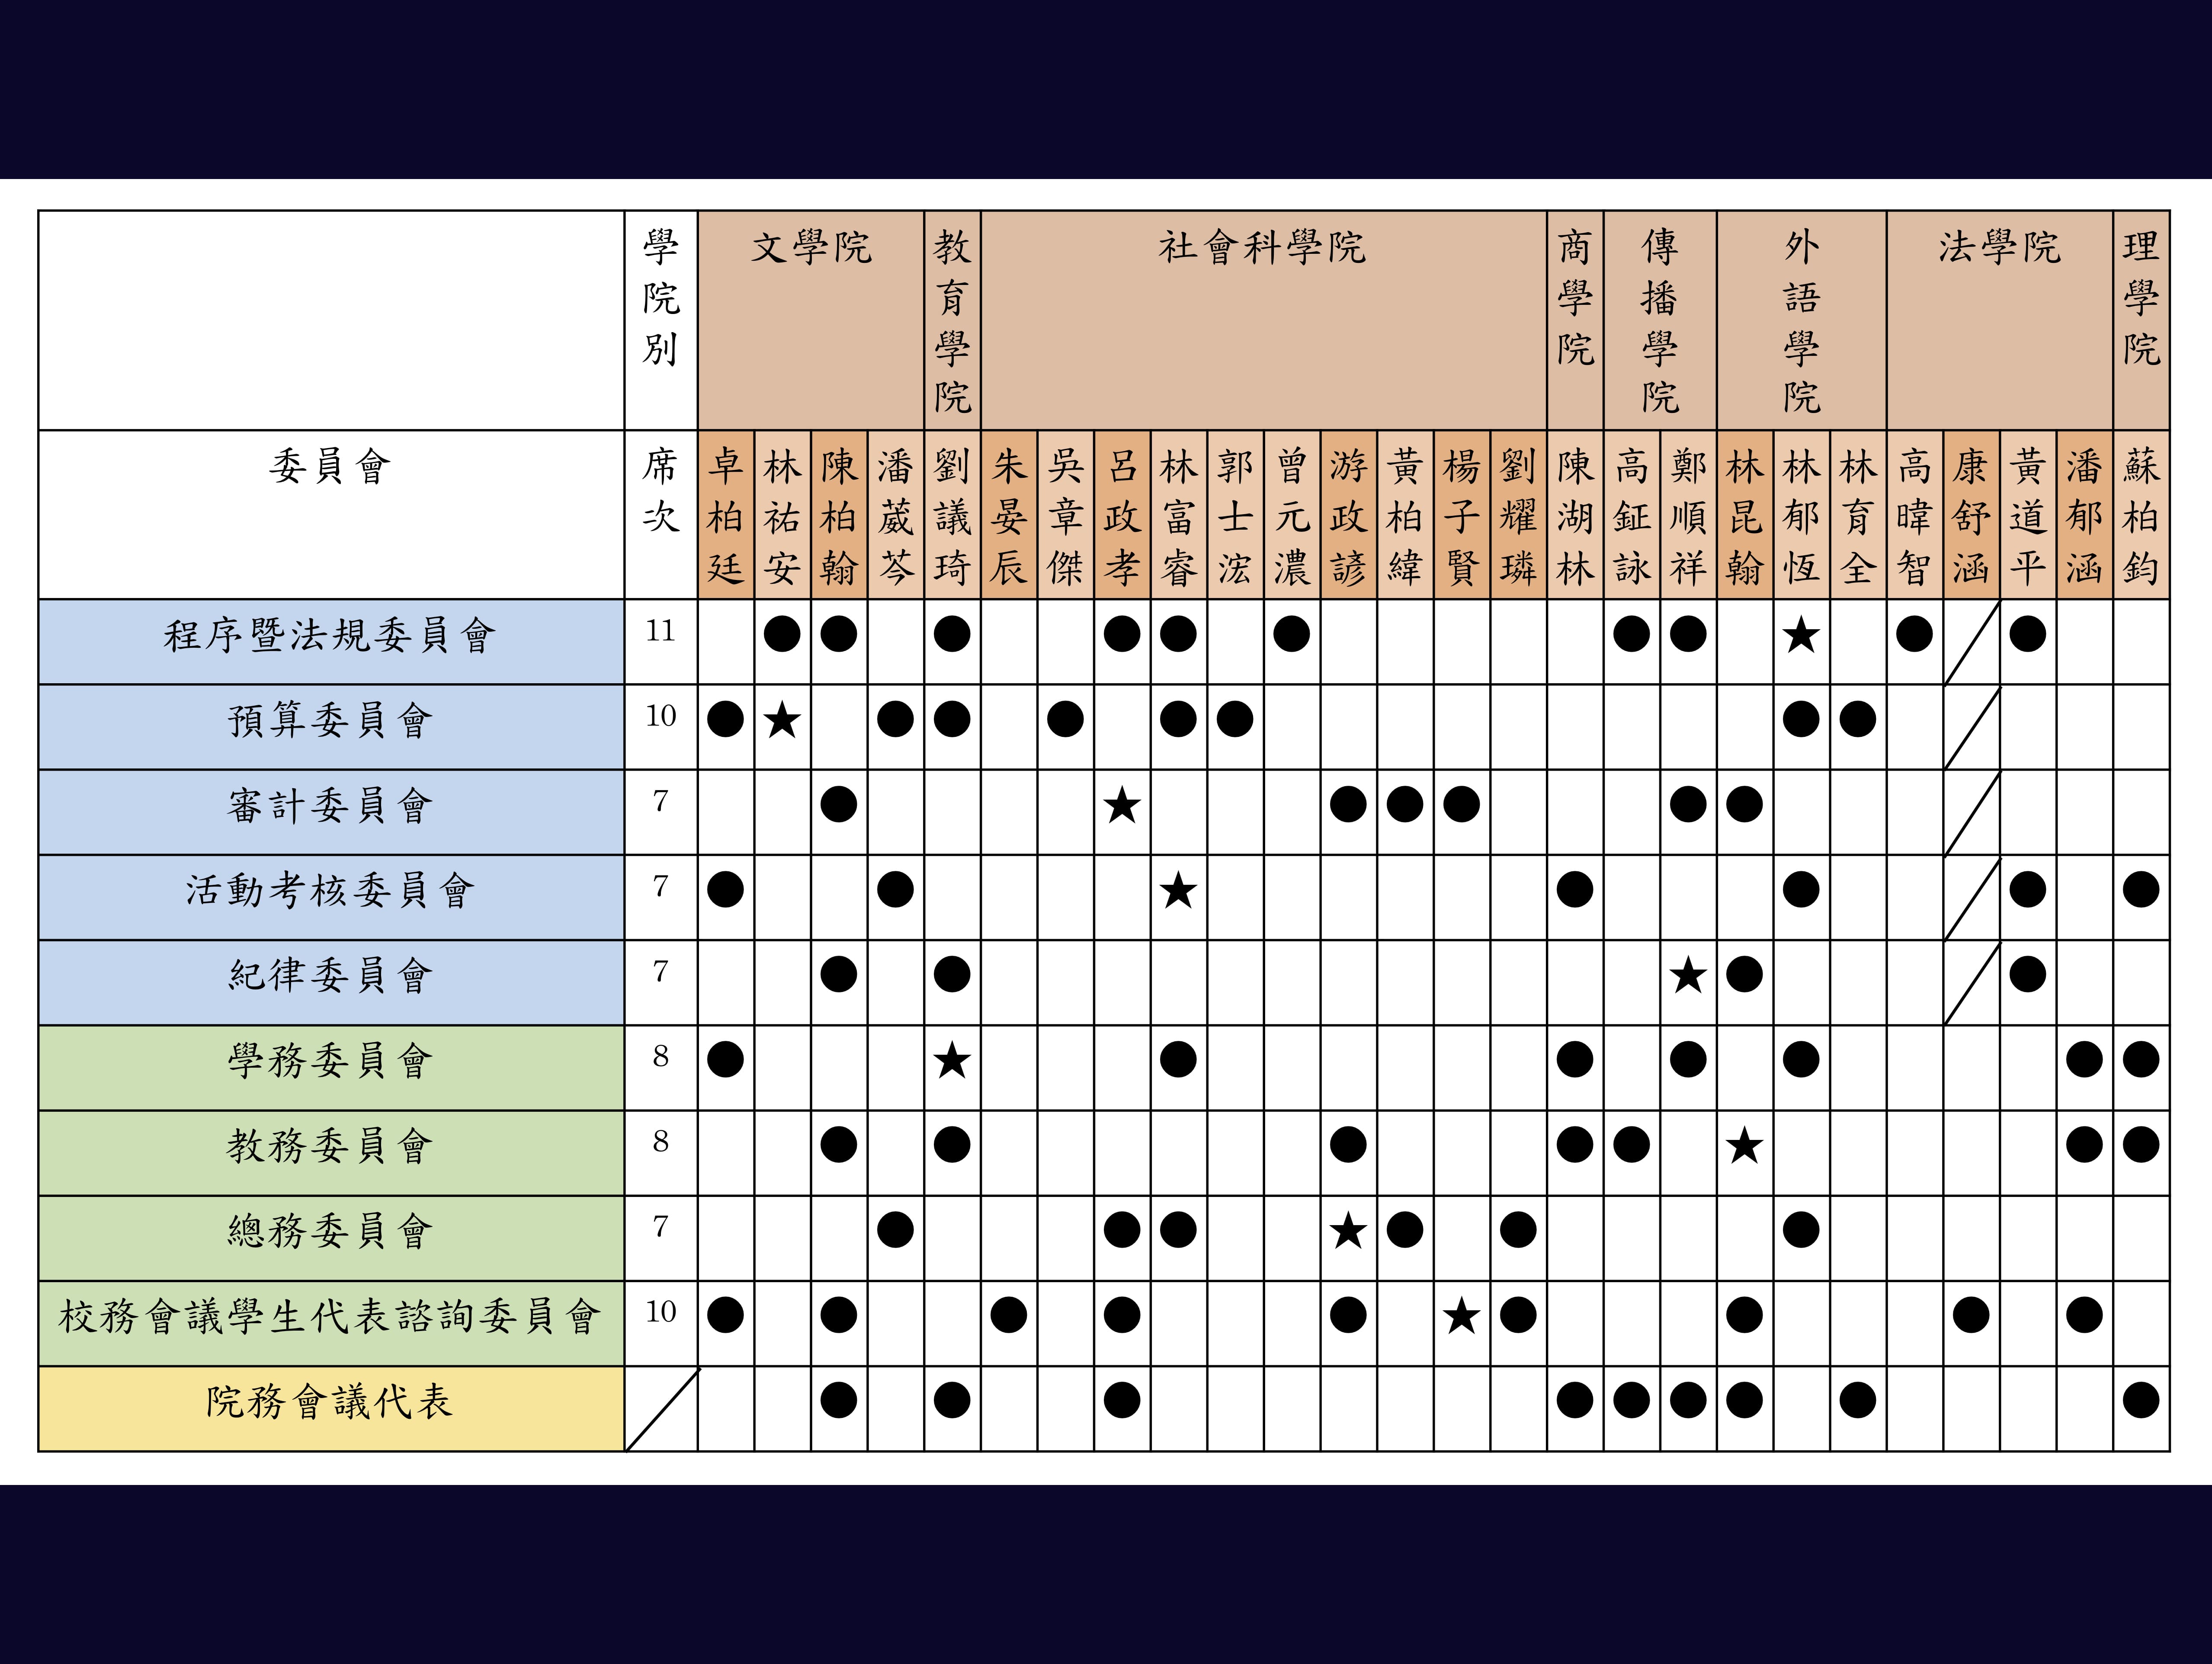 學院別 文學院 教育學院 社會科學院 商學院 傳播學院 外語學院 法學院 理學院
委員會 席次 卓柏廷 林祐安 陳柏翰 潘葳芩 劉議琦 朱晏辰 吳章傑 呂政孝 林富睿 郭士浤 曾元濃 游政諺 黃柏緯 楊子賢 劉耀璘 陳湖林 高鉦詠 鄭順祥 林昆翰 林郁恆 林育全 高暐智 康舒涵 黃道平 潘郁涵 蘇柏鈞
程序暨法規委員會 11 ● ● ● ● ● ● ● ● ★ ● ●
預算委員會 10 ● ★ ● ● ● ● ● ● ●
審計委員會 7 ● ★ ● ● ● ● ●
活動考核委員會 7 ● ● ★ ● ● ● ●
紀律委員會 7 ● ● ★ ● ●
學務委員會 8 ● ★ ● ● ● ● ● ●
教務委員會 8 ● ● ● ● ● ★ ● ●
總務委員會 7 ● ● ● ★ ● ● ●
校務會議學生代表諮詢委員會 10 ● ● ● ● ● ★ ● ● ● ●
院務會議代表 ● ● ● ● ● ● ● ● ●